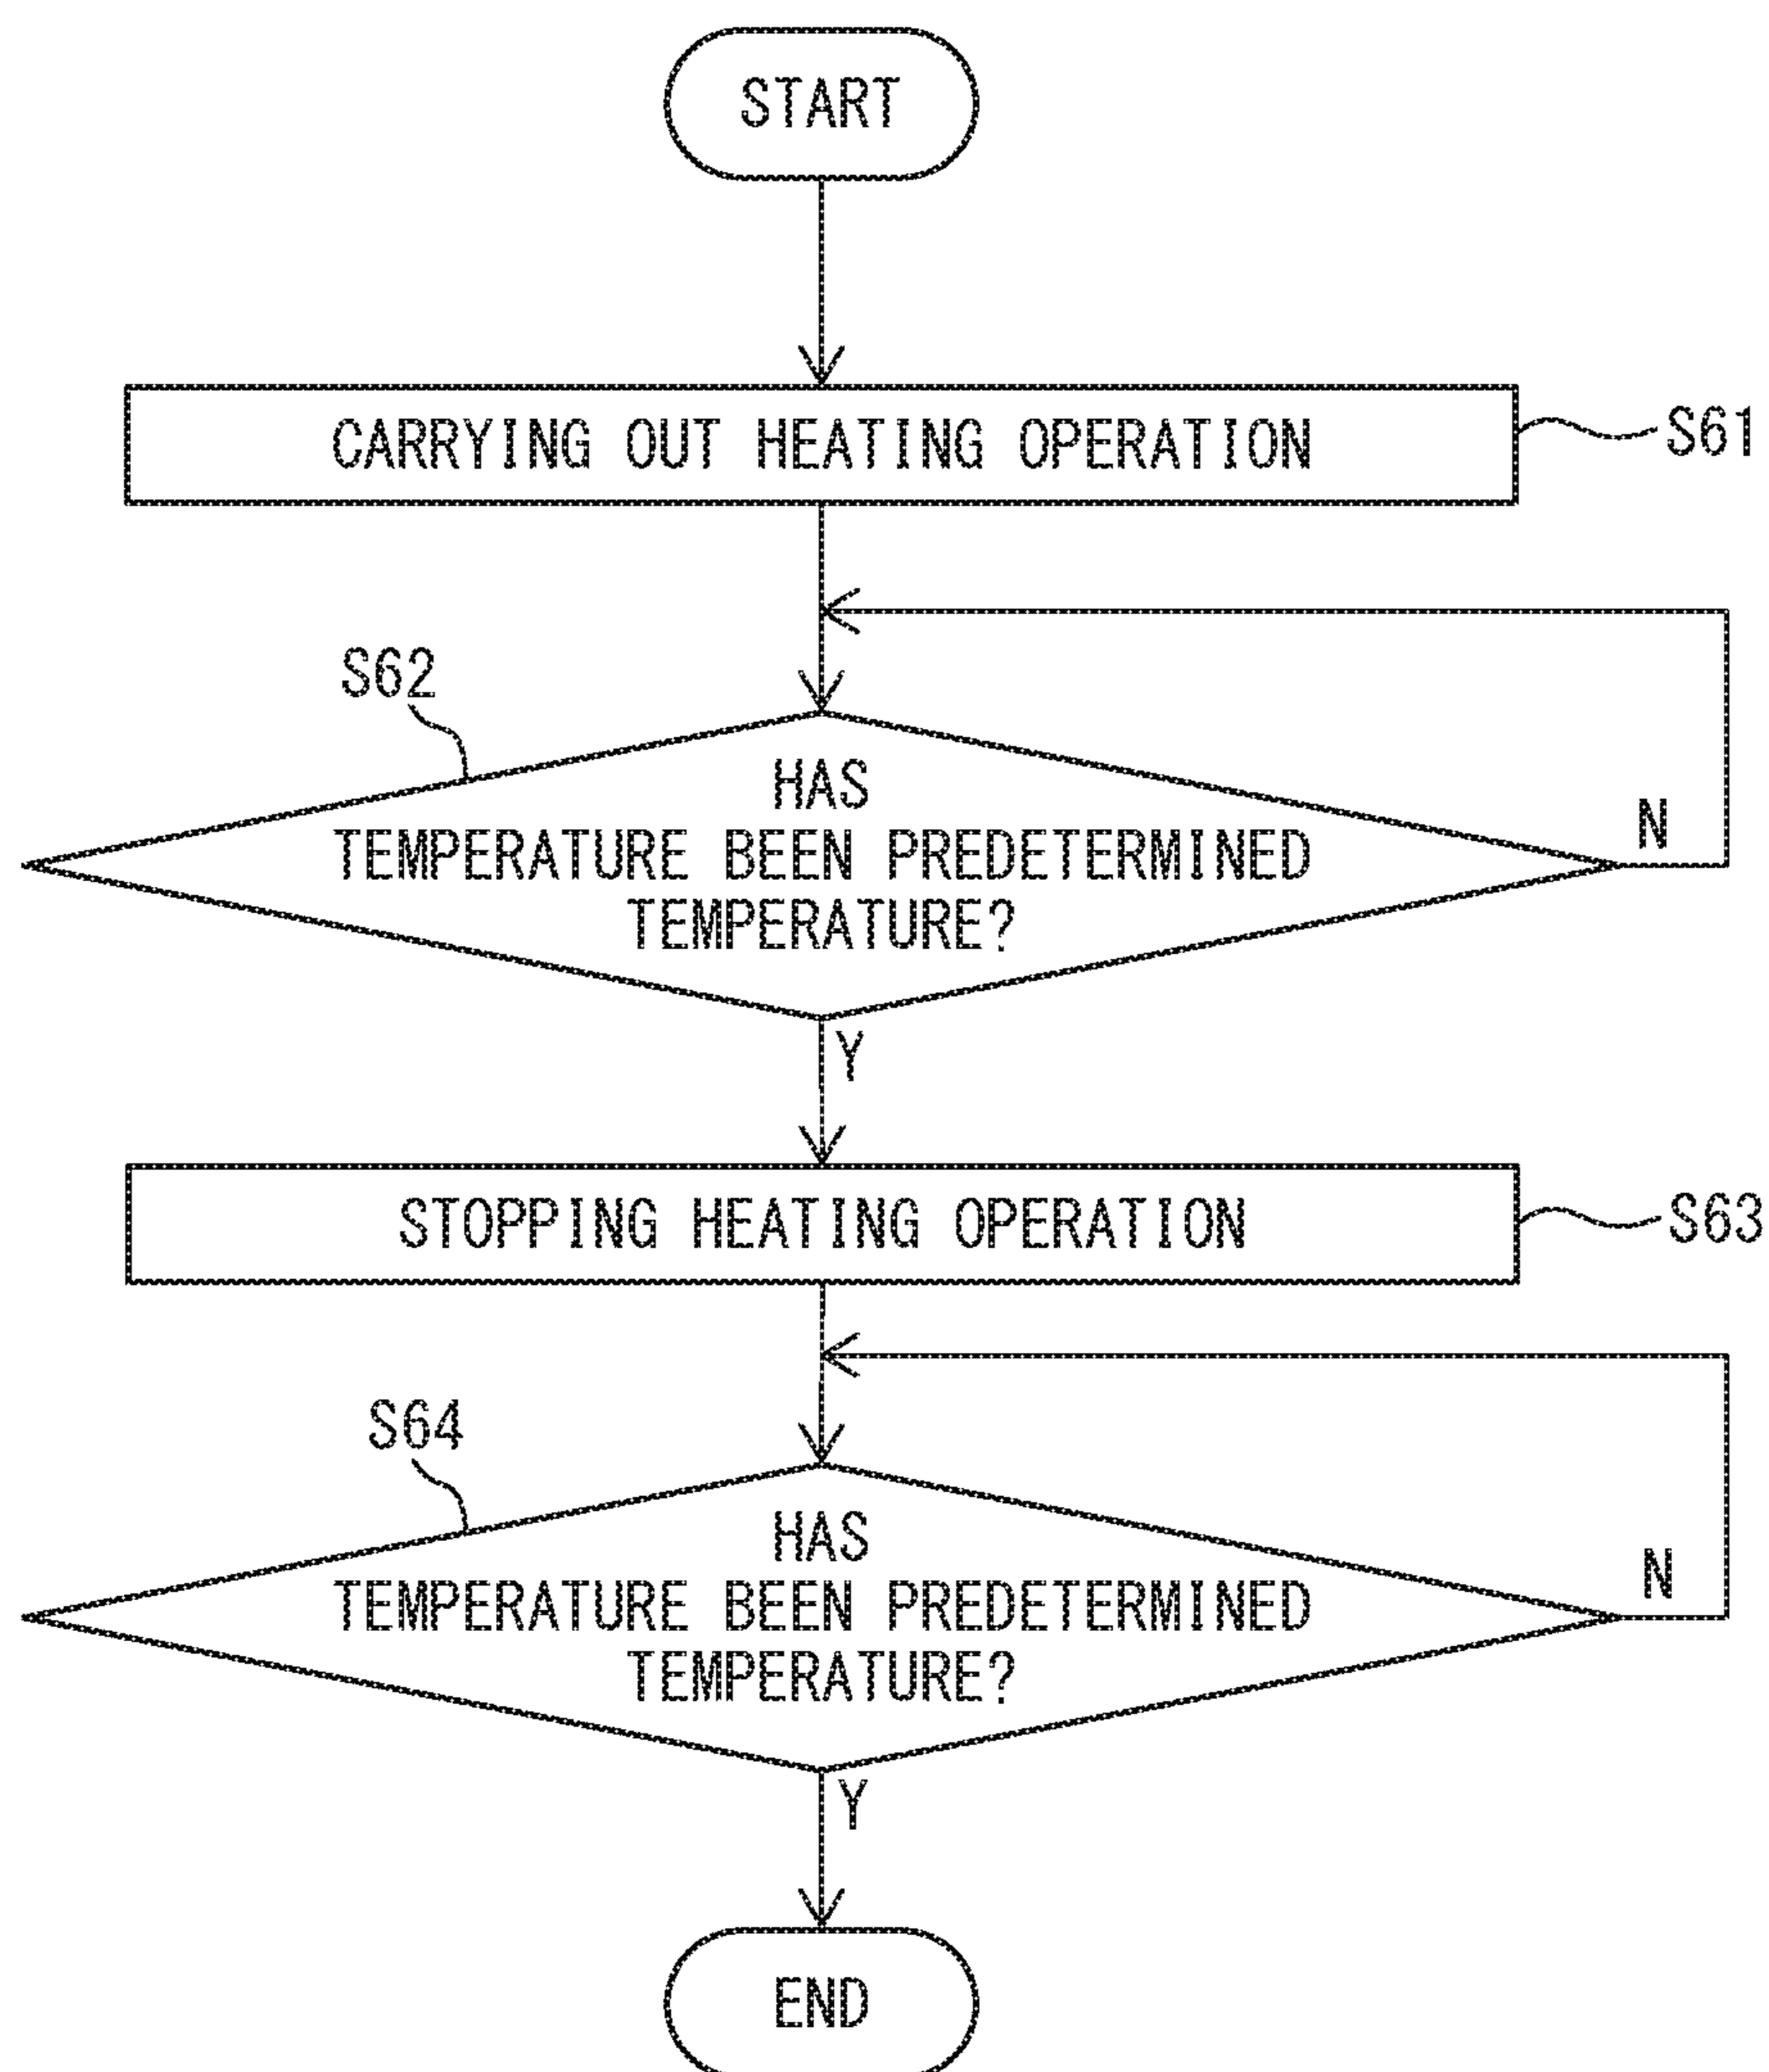 START
CARRYING OUT HEATING OPERATION
S61
S62
HAS
TEMPERATURE BEEN PREDETERMINED
TEMPERATURE?
N
Y
STOPPING HEATING OPERATION
S63
S64
HAS
TEMPERATURE BEEN PREDETERMINED
TEMPERATURE?
N
Y
END